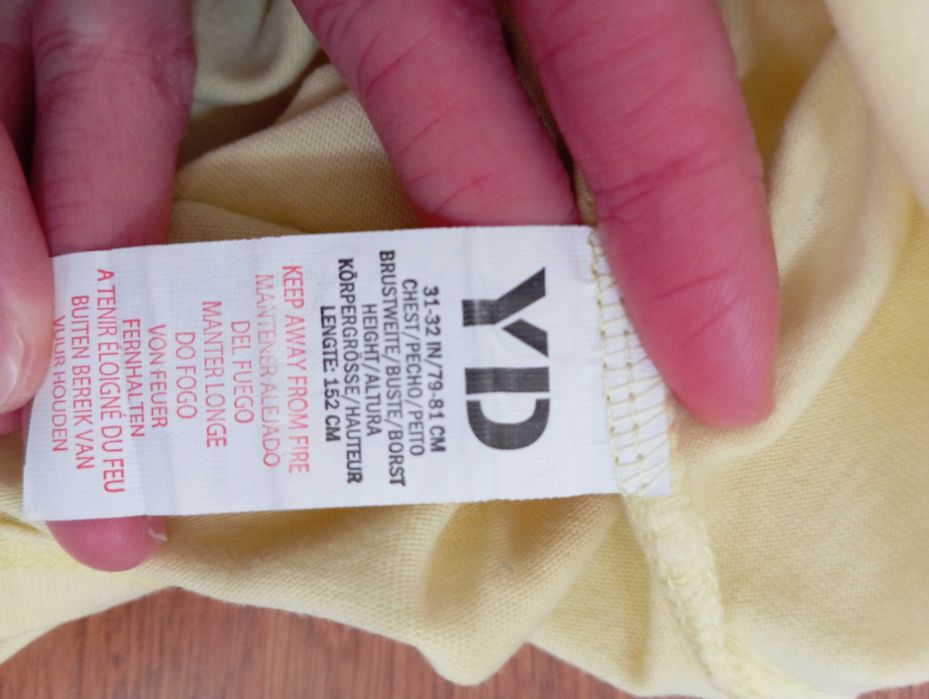 YD
31-32 IN/79-81 CM
CHEST/PECHO/PEITO
BRUSTWEITE/BUSTE/BORST
HEIGHT/ALTURA
KÖRPERGRÖSSE/HAUTEUR
LENGTE: 152 CM
KEEP AWAY FROM FIRE
MANTENER ALEJADO
DEL FUEGO
MANTER LONGE
DO FOGO
VON FEUER
FERNHALTEN
A TENIR ÉLOIGNÉ DU FEU
BUITEN BEREIK VAN
VUUR HOUDEN